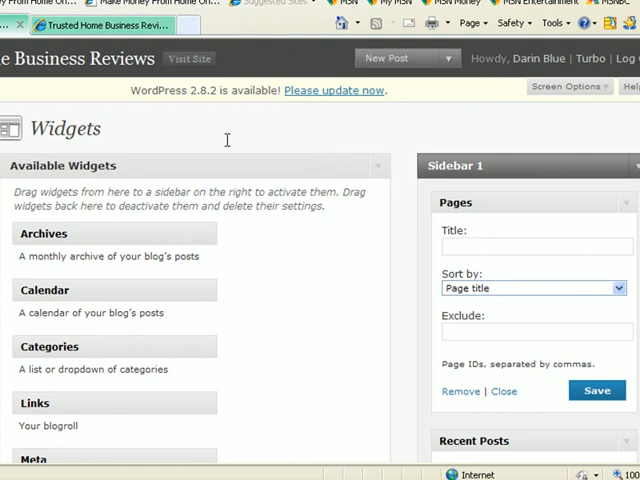 Make Money From Home On...
MSN
My MSN
MSN Money
MSN Entertainment
MSNBC
Trusted Home Business Revi...
Page
Safety
Tools
e Business Reviews
Visit Site
New Post
Howdy, Darin Blue | Turbo | Log
WordPress 2.8.2 is available! Please update now.
Screen Options
Help
Widgets
Available Widgets
Drag widgets from here to a sidebar on the right to activate them. Drag
widgets back here to deactivate them and delete their settings.
Archives
A monthly archive of your blog's posts
Calendar
A calendar of your blog's posts
Categories
A list or dropdown of categories
Links
Your blogroll
Meta
Sidebar 1
Pages
Title:
Sort by:
Page title
Exclude:
Page IDs, separated by commas.
Remove | Close
Save
Recent Posts
Internet
100